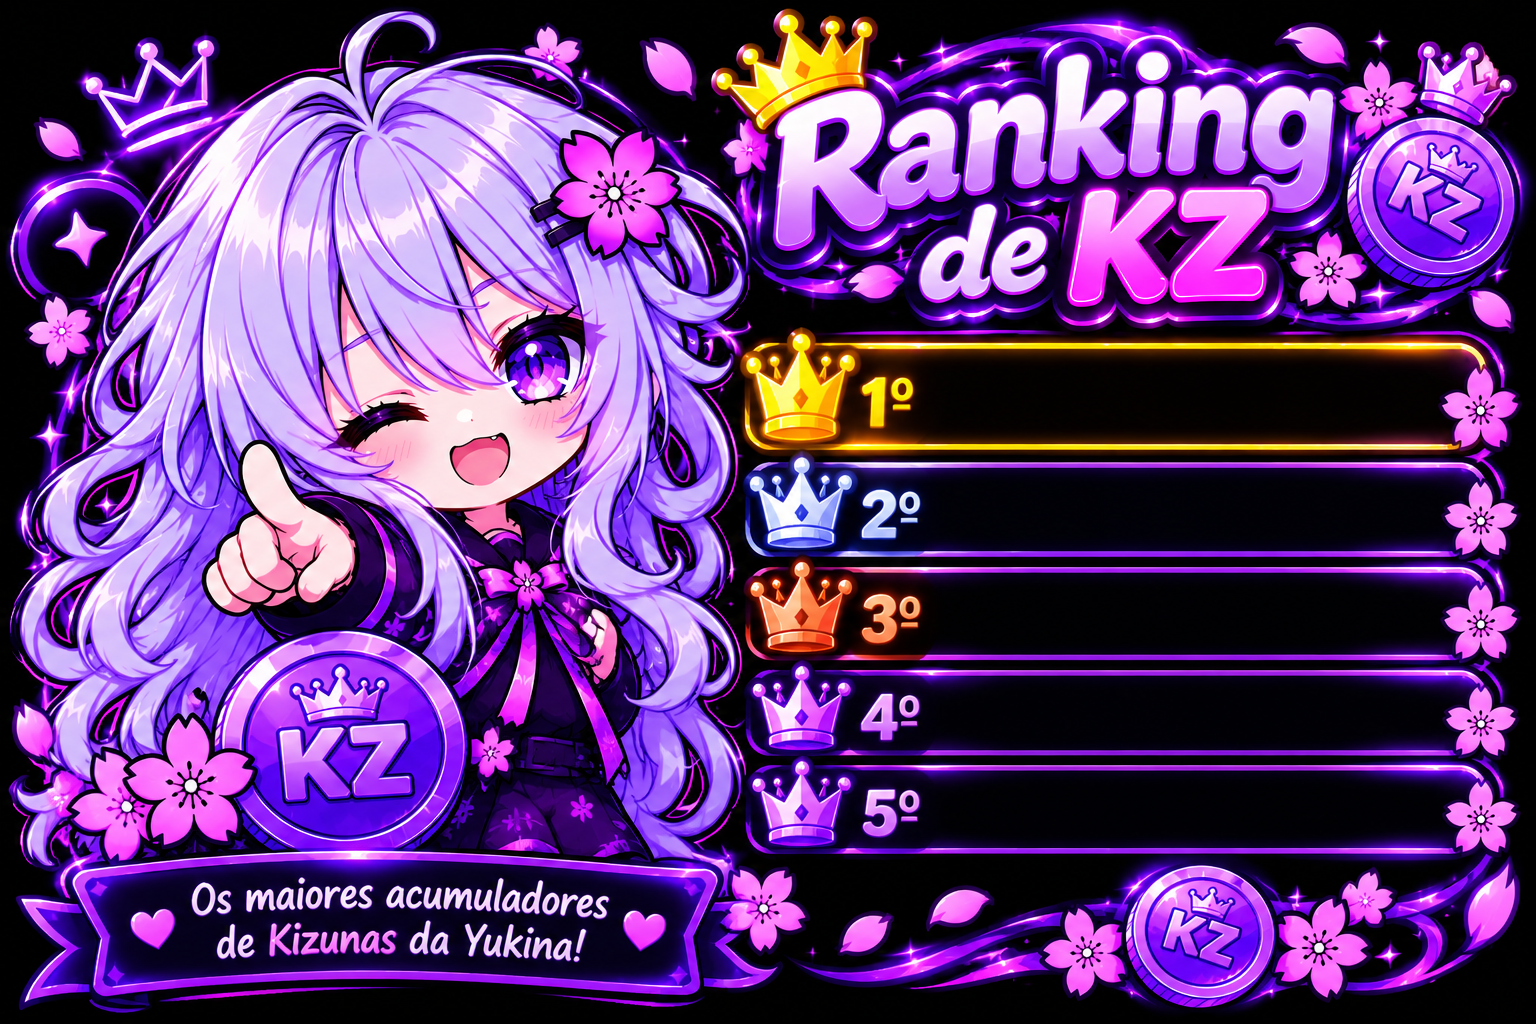 Ranking
de KZ
KZ
1º
2º
3º
4º
5º
KZ
Os maiores acumuladores
de Kizunas da Yukina!
KZ